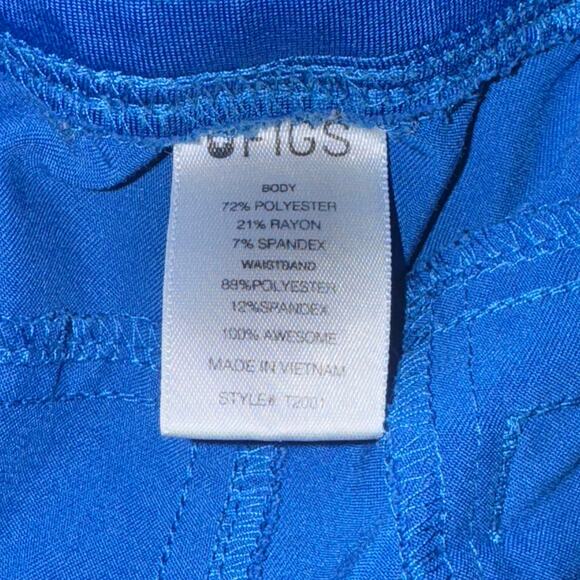 FIGS
BODY
72% POLYESTER
21% RAYON
7% SPANDEX
WAISTBAND
88%POLYESTER
12%SPANDEX
100% AWESOME
MADE IN VIETNAM
STYLE# T2001